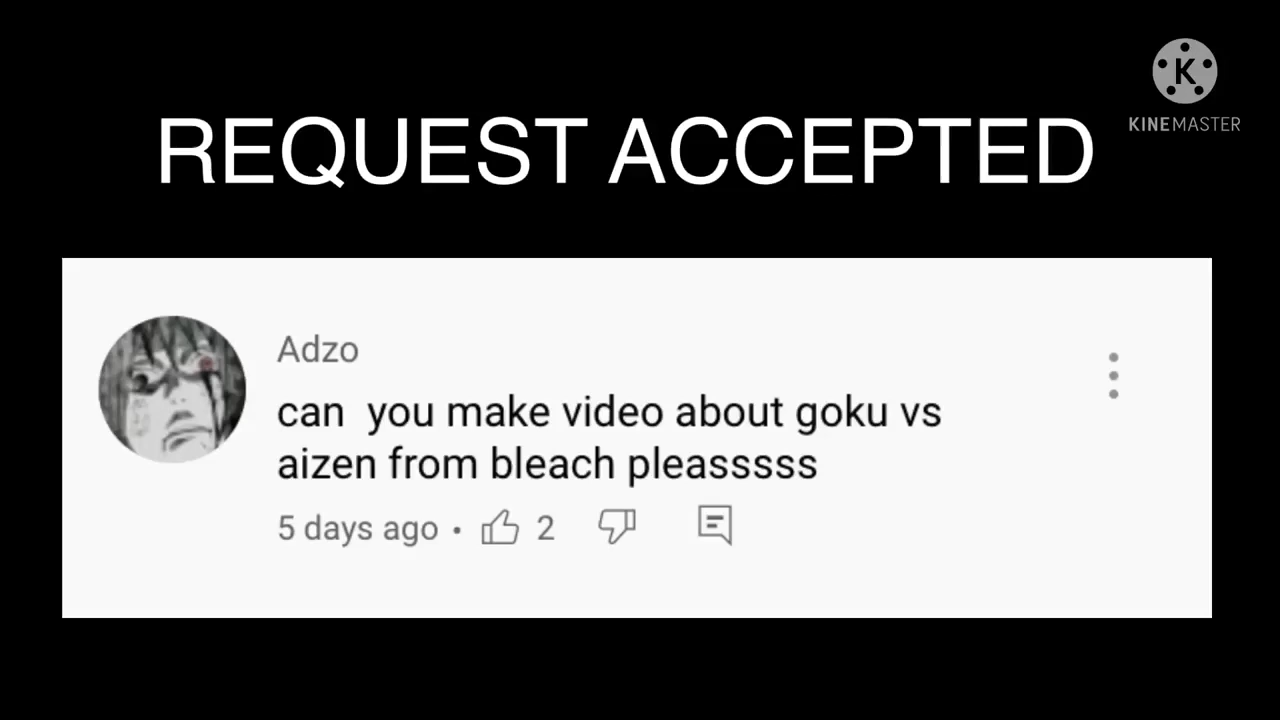 K
KINEMASTER
REQUEST ACCEPTED
Adzo
can  you make video about goku vs
aizen from bleach pleasssss
5 days ago • 2